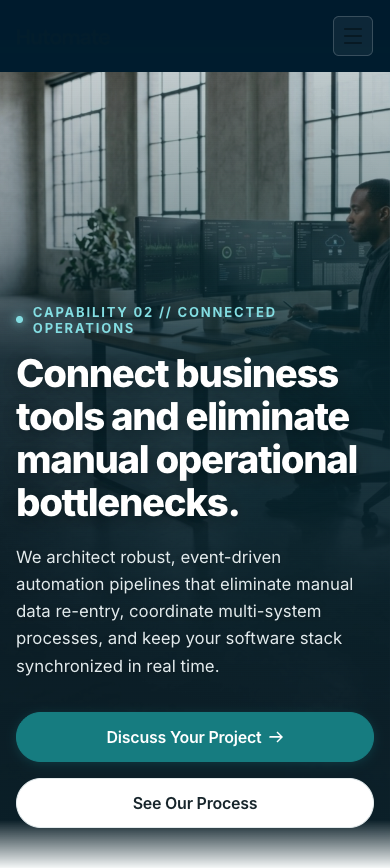 CAPABILITY 02 // CONNECTED
OPERATIONS
Connect business
tools and eliminate
manual operational
bottlenecks.
We architect robust, event-driven
automation pipelines that eliminate manual
data re-entry, coordinate multi-system
processes, and keep your software stack
synchronized in real time.
Discuss Your Project →
See Our Process